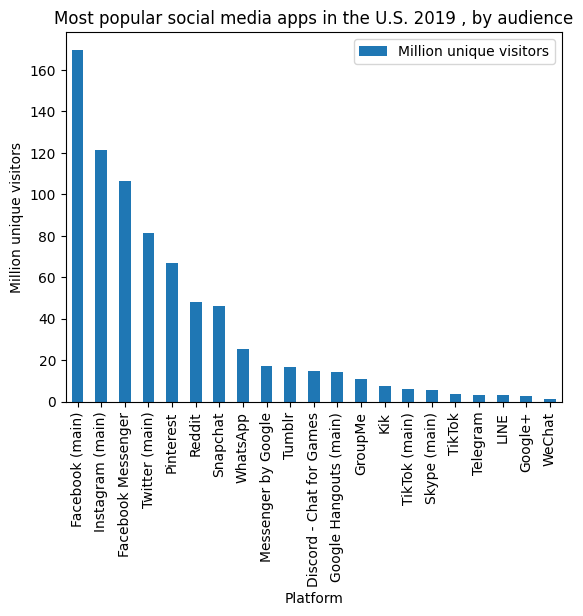 Most popular social media apps in the U.S. 2019 , by audience
Million unique visitors
Million unique visitors
160
140
120
100
80
60
40
20
0
Facebook (main)
Instagram (main)
Facebook Messenger
Twitter (main)
Pinterest
Reddit
Snapchat
WhatsApp
Messenger by Google
Tumblr
Discord - Chat for Games
Google Hangouts (main)
GroupMe
Kik
TikTok (main)
Skype (main)
TikTok
Telegram
LINE
Google+
WeChat
Platform